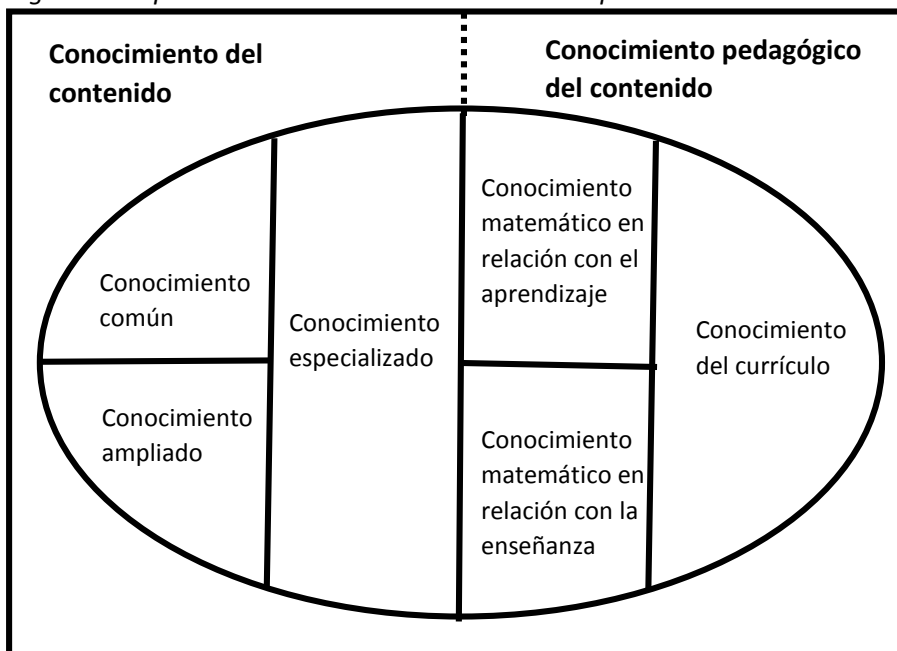 Conocimiento del
contenido
Conocimiento pedagógico
del contenido
Conocimiento
común
Conocimiento
ampliado
Conocimiento
especializado
Conocimiento
matemático en
relación con el
aprendizaje
Conocimiento
matemático en
relación con la
enseñanza
Conocimiento
del currículo